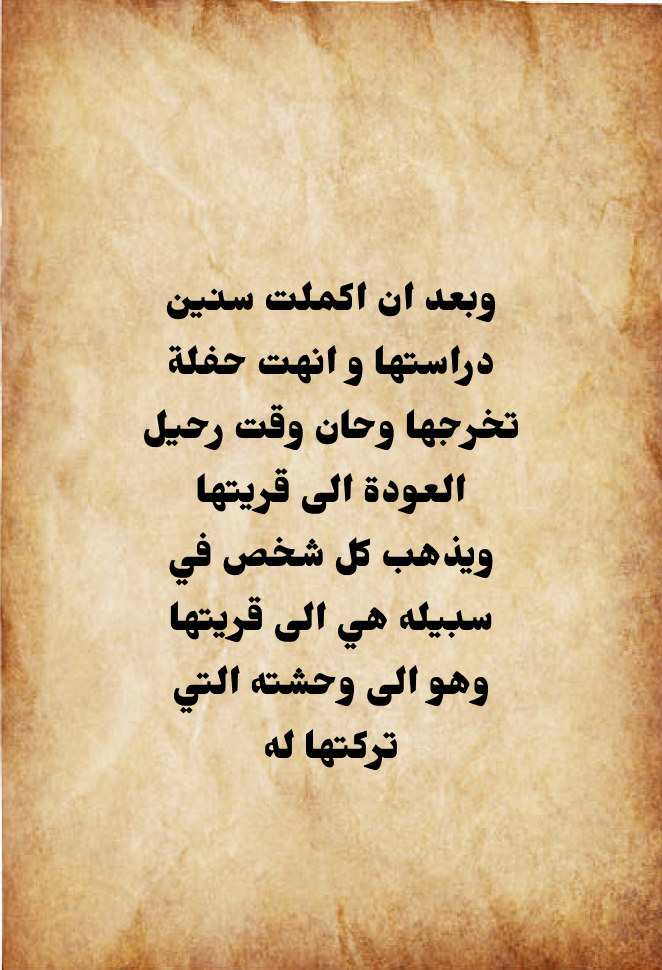 وبعد ان اكملت سنين
دراستها و انهت حفلة
تخرجها وحان وقت رحيل
العودة الى قريتها
ويذهب كل شخص في
سبيله هي الى قريتها
وهو الى وحشته التي
تركتها له